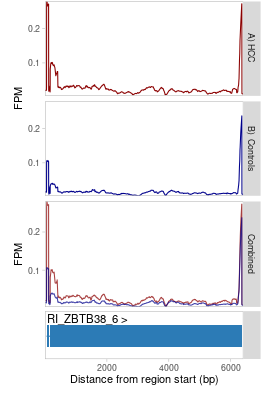 0.2
0.1
FPM
A) HCC
0.2
0.1
B) Controls
0.2
0.1
FPM
Combined
RI_ZBTB38_6 >
2000 4000 6000
Distance from region start (bp)